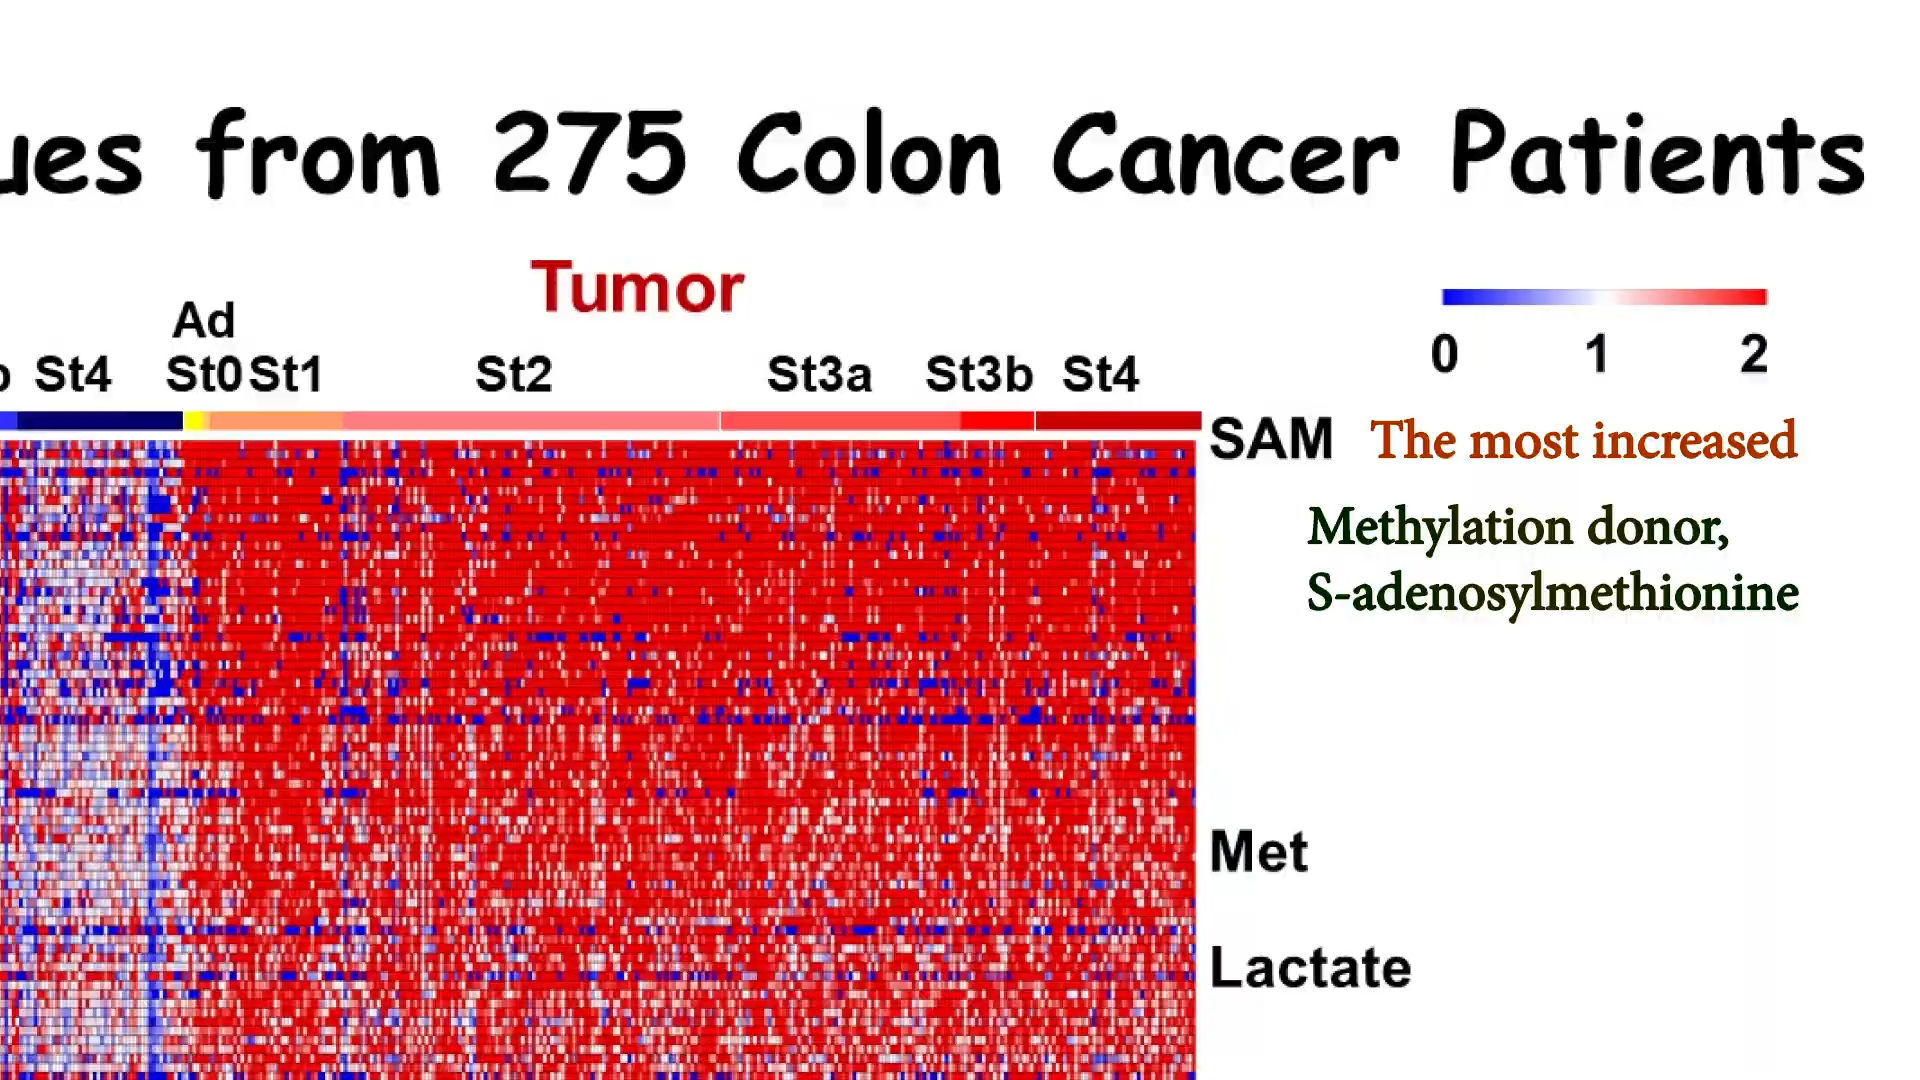 from 275 Colon Cancer Patients
Tumor
Ad
St4 St0 St1 St2 St3a St3b St4
0 1 2
SAM The most increased
Methylation donor,
S-adenosylmethionine
Met
Lactate